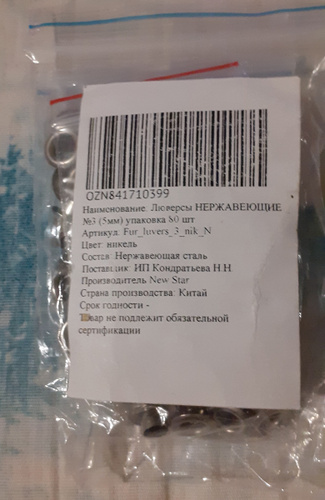 OZN841710399
Наименование: Люверсы НЕРЖАВЕЮЩИЕ
№3 (5мм) упаковка 80 шт
Артикул: Fur_luvers_3_nik_N
Цвет: никель
Состав: Нержавеющая сталь
Поставщик: ИП Кондратьева Н.Н.
Производитель New Star
Страна производства: Китай
Срок годности -
Товар не подлежит обязательной
сертификации